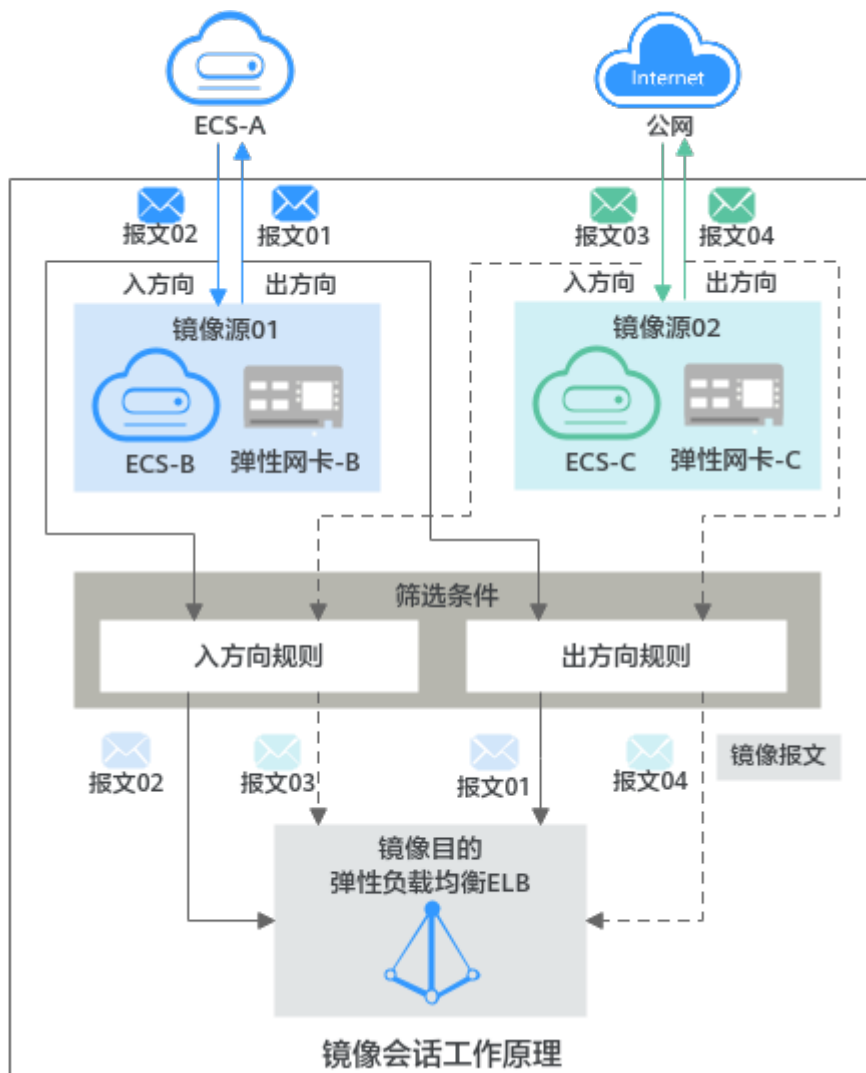 Internet
ECS-A
公网
报文02
报文01
报文03
报文04
入方向
出方向
入方向
出方向
镜像源01
镜像源02
ECS-B
弹性网卡-B
ECS-C
弹性网卡-C
筛选条件
入方向规则
出方向规则
报文02
报文03
报文01
报文04
镜像报文
镜像目的
弹性负载均衡ELB
镜像会话工作原理